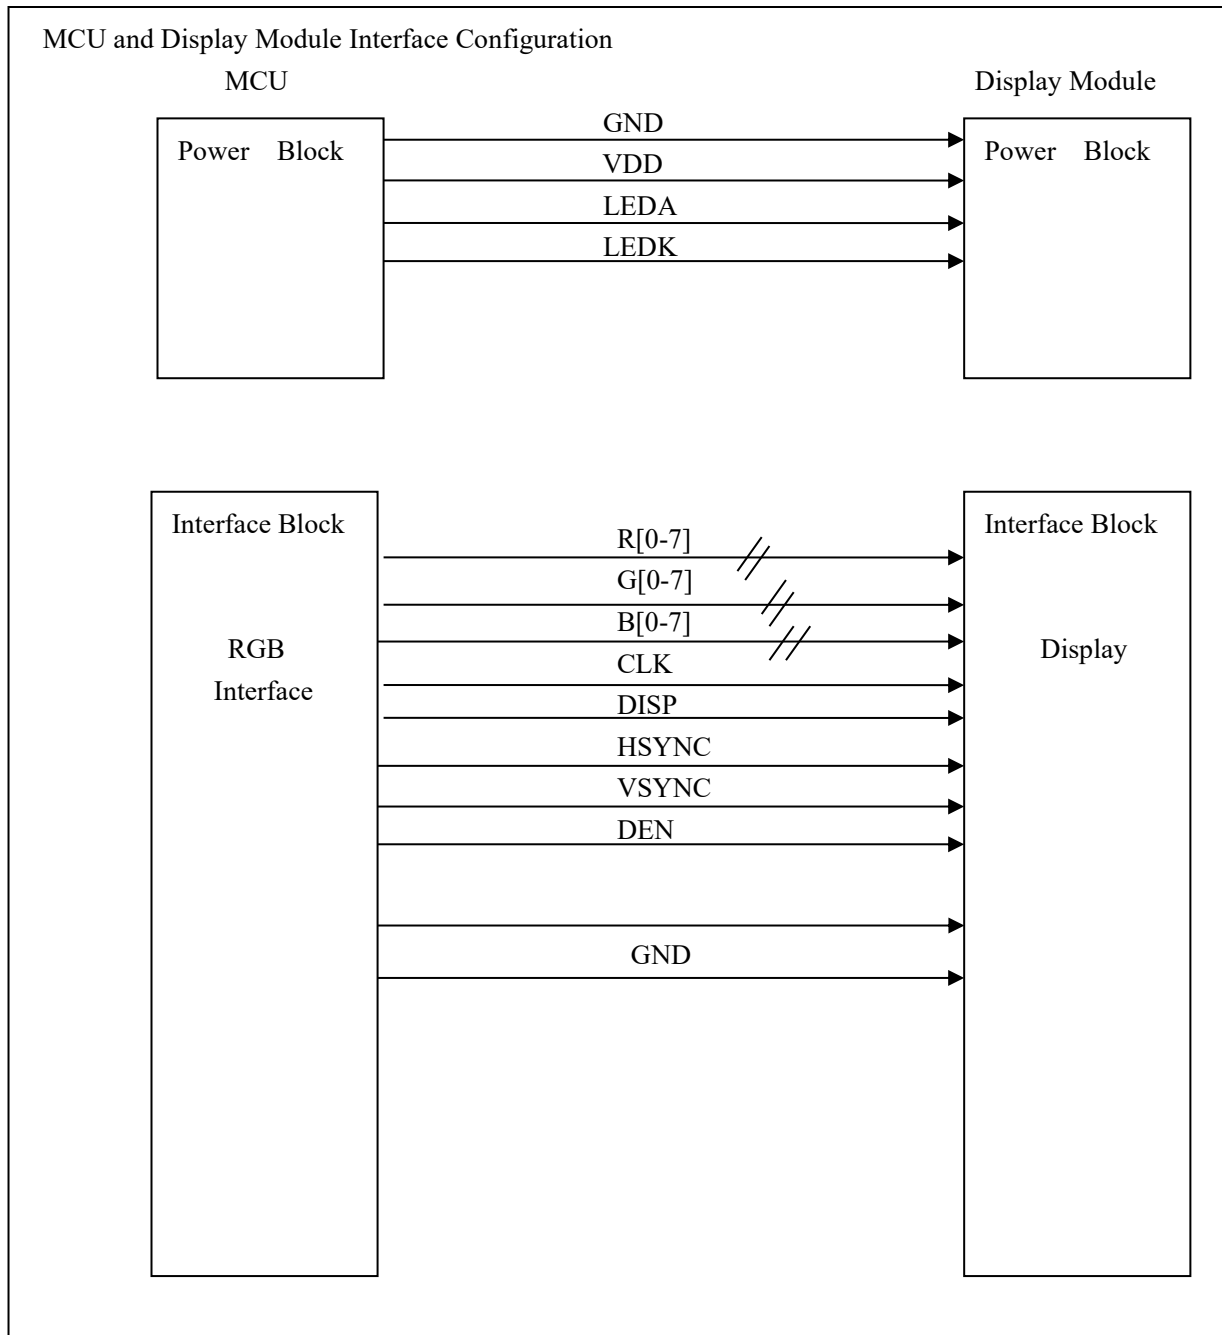 MCU and Display Module Interface Configuration
MCU
Display Module
Power Block
GND
VDD
LEDA
LEDK
Power Block
Interface Block
RGB
Interface
R[0-7]
G[0-7]
B[0-7]
CLK
DISP
HSYNC
VSYNC
DEN
GND
Interface Block
Display